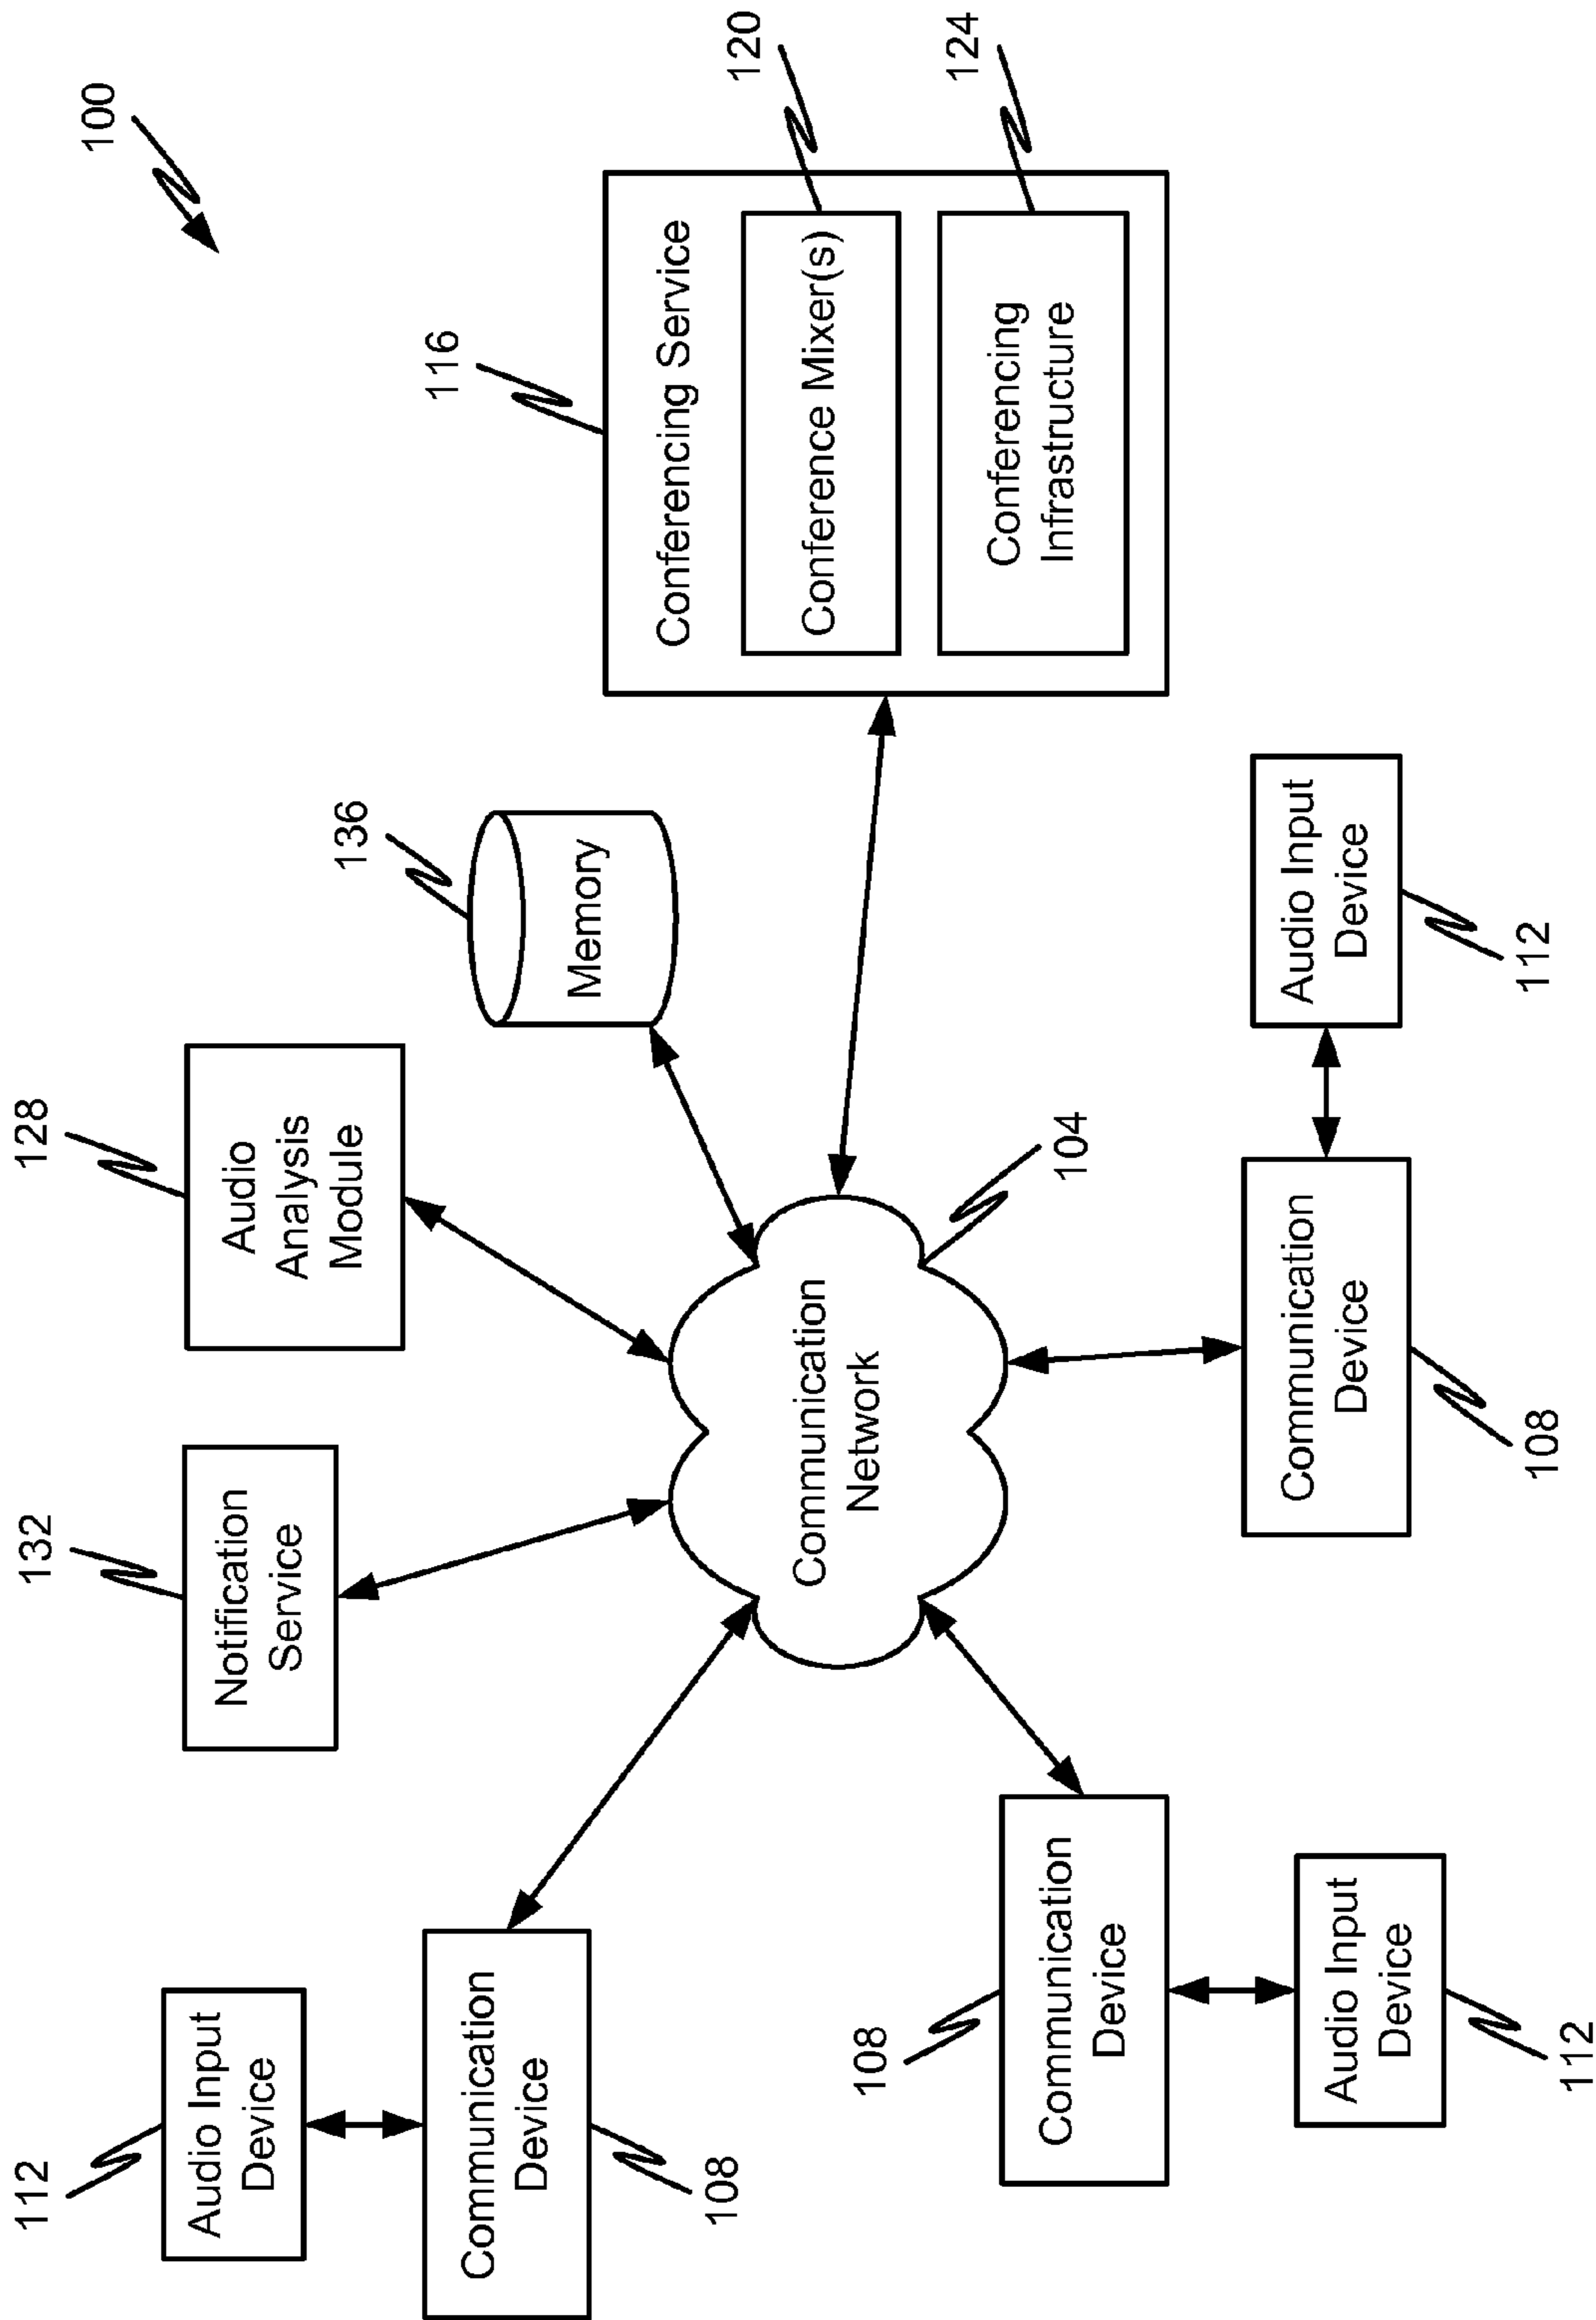 100
112
Audio Input
Device
Communication
Device
108
132
Notification
Service
128
Audio
Analysis
Module
136
Memory
116
Conferencing Service
Conference Mixer(s)
120
Conferencing
Infrastructure
124
Communication
Network
104
108
Communication
Device
Audio Input
Device
112
Communication
Device
108
Audio Input
Device
112